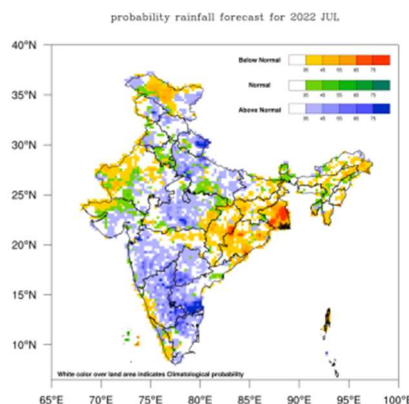 probability rainfall forecast for 2022 JUL
40°N
35°N
30°N
25°N
20°N
15°N
10°N
Below Normal
35 45 55 65 75
Normal
35 45 55 65 75
Above Normal
35 45 55 65 75
White color over land area indicates Climatological probability
65°E 70°E 75°E 80°E 85°E 90°E 95°E 100°E